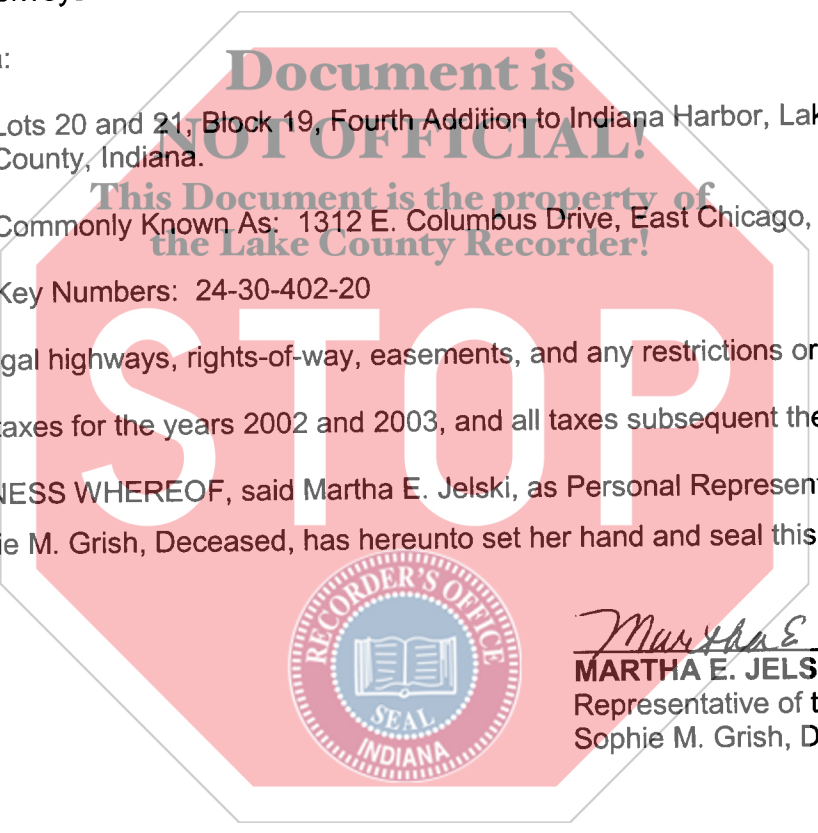 Document is
Lots 20 and 21, Block 19, Fourth Addition to Indiana Harbor, Lak
NOT OFFICIAL!
County, Indiana.
This Document is the property of
Commonly Known As: 1312 E. Columbus Drive, East Chicago,
the Lake County Recorder!
Key Numbers: 24-30-402-20
STOP
gal highways, rights-of-way, easements, and any restrictions or
taxes for the years 2002 and 2003, and all taxes subsequent the
NESS WHEREOF, said Martha E. Jelski, as Personal Represent
ie M. Grish, Deceased, has hereunto set her hand and seal this
RECORDER'S OFFICE
SEAL
INDIANA
Martha E
MARTHA E. JELS
Representative of t
Sophie M. Grish, D